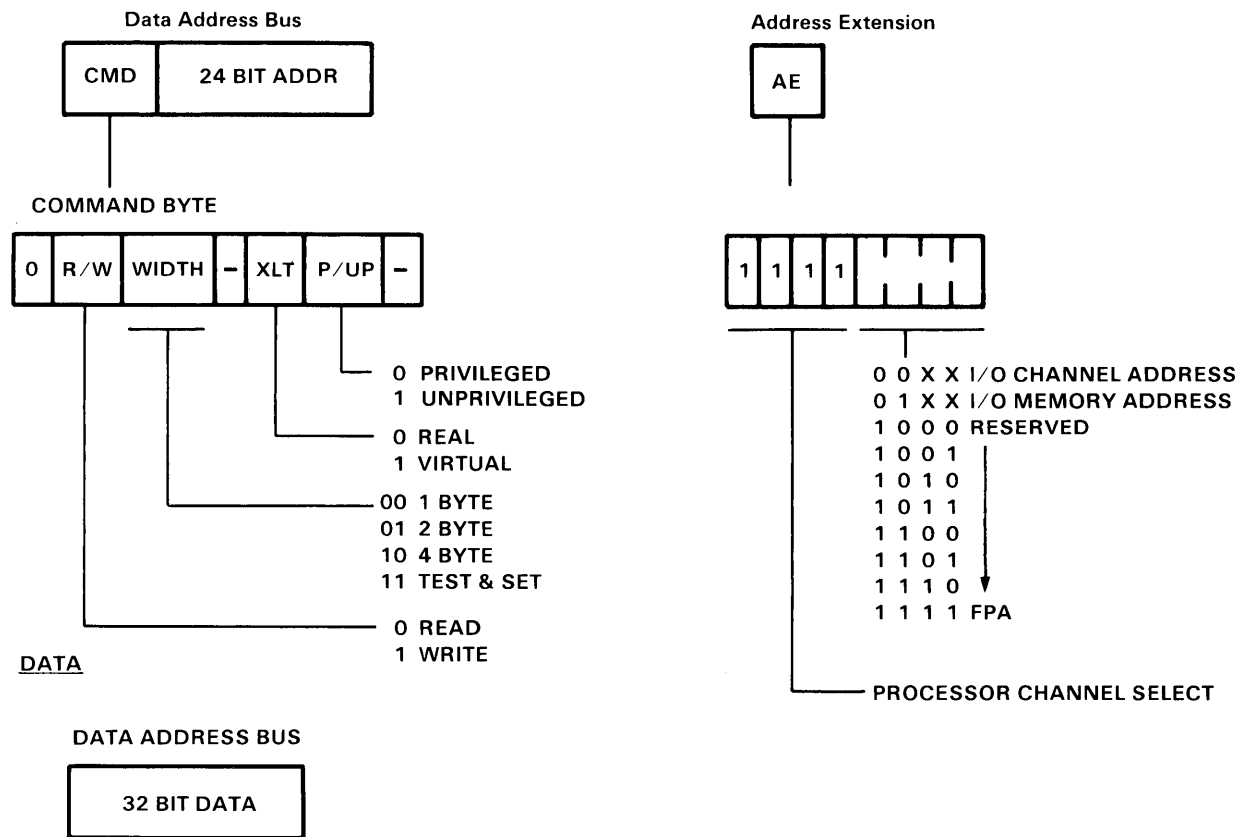 Data Address Bus
CMD 24 BIT ADDR
COMMAND BYTE
0 R/W WIDTH - XLT P/UP -
0 PRIVILEGED
1 UNPRIVILEGED
0 REAL
1 VIRTUAL
00 1 BYTE
01 2 BYTE
10 4 BYTE
11 TEST & SET
0 READ
1 WRITE
DATA
DATA ADDRESS BUS
32 BIT DATA
Address Extension
AE
1 1 1 1
0 0 X X I/O CHANNEL ADDRESS
0 1 X X I/O MEMORY ADDRESS
1 0 0 0 RESERVED
1 0 0 1
1 0 1 0
1 0 1 1
1 1 0 0
1 1 0 1
1 1 1 0
1 1 1 1 FPA
PROCESSOR CHANNEL SELECT